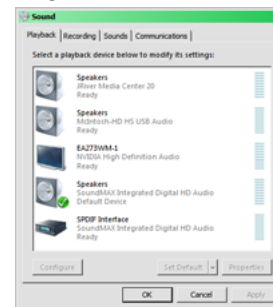 Sound
Playback Recording Sounds Communications
Select a playback device below to modify its settings:
Speakers
JRiver Media Center 20
Ready
Speakers
McIntosh-HD HS USB Audio
Ready
EA273WM-1
NVIDIA High Definition Audio
Ready
Speakers
SoundMAX Integrated Digital HD Audio
Default Device
SPDIF Interface
SoundMAX Integrated Digital HD Audio
Ready
Configure Set Default Properties
OK Cancel Apply